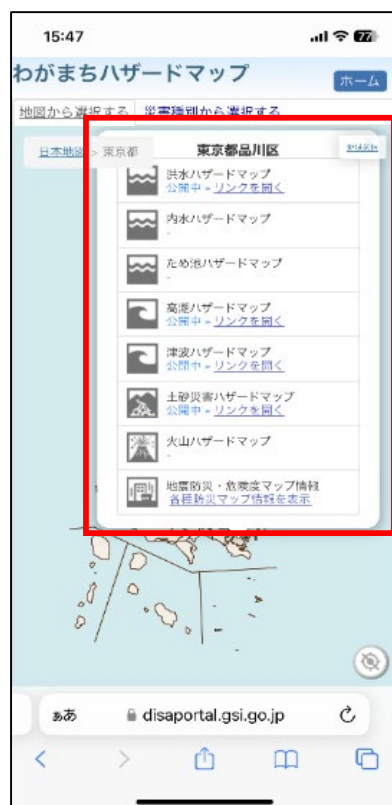 15:47
77
わがまちハザードマップ
ホーム
地図から選択する 災害種別から選択する
日本地図 > 東京都
東京都品川区
洪水ハザードマップ
公開中 - リンクを開く
内水ハザードマップ
-
ため池ハザードマップ
-
高潮ハザードマップ
公開中 - リンクを開く
津波ハザードマップ
公開中 - リンクを開く
土砂災害ハザードマップ
公開中 - リンクを開く
火山ハザードマップ
-
地震防災・危険度マップ情報
各種防災マップ情報を表示
ぁあ
disaportal.gsi.go.jp